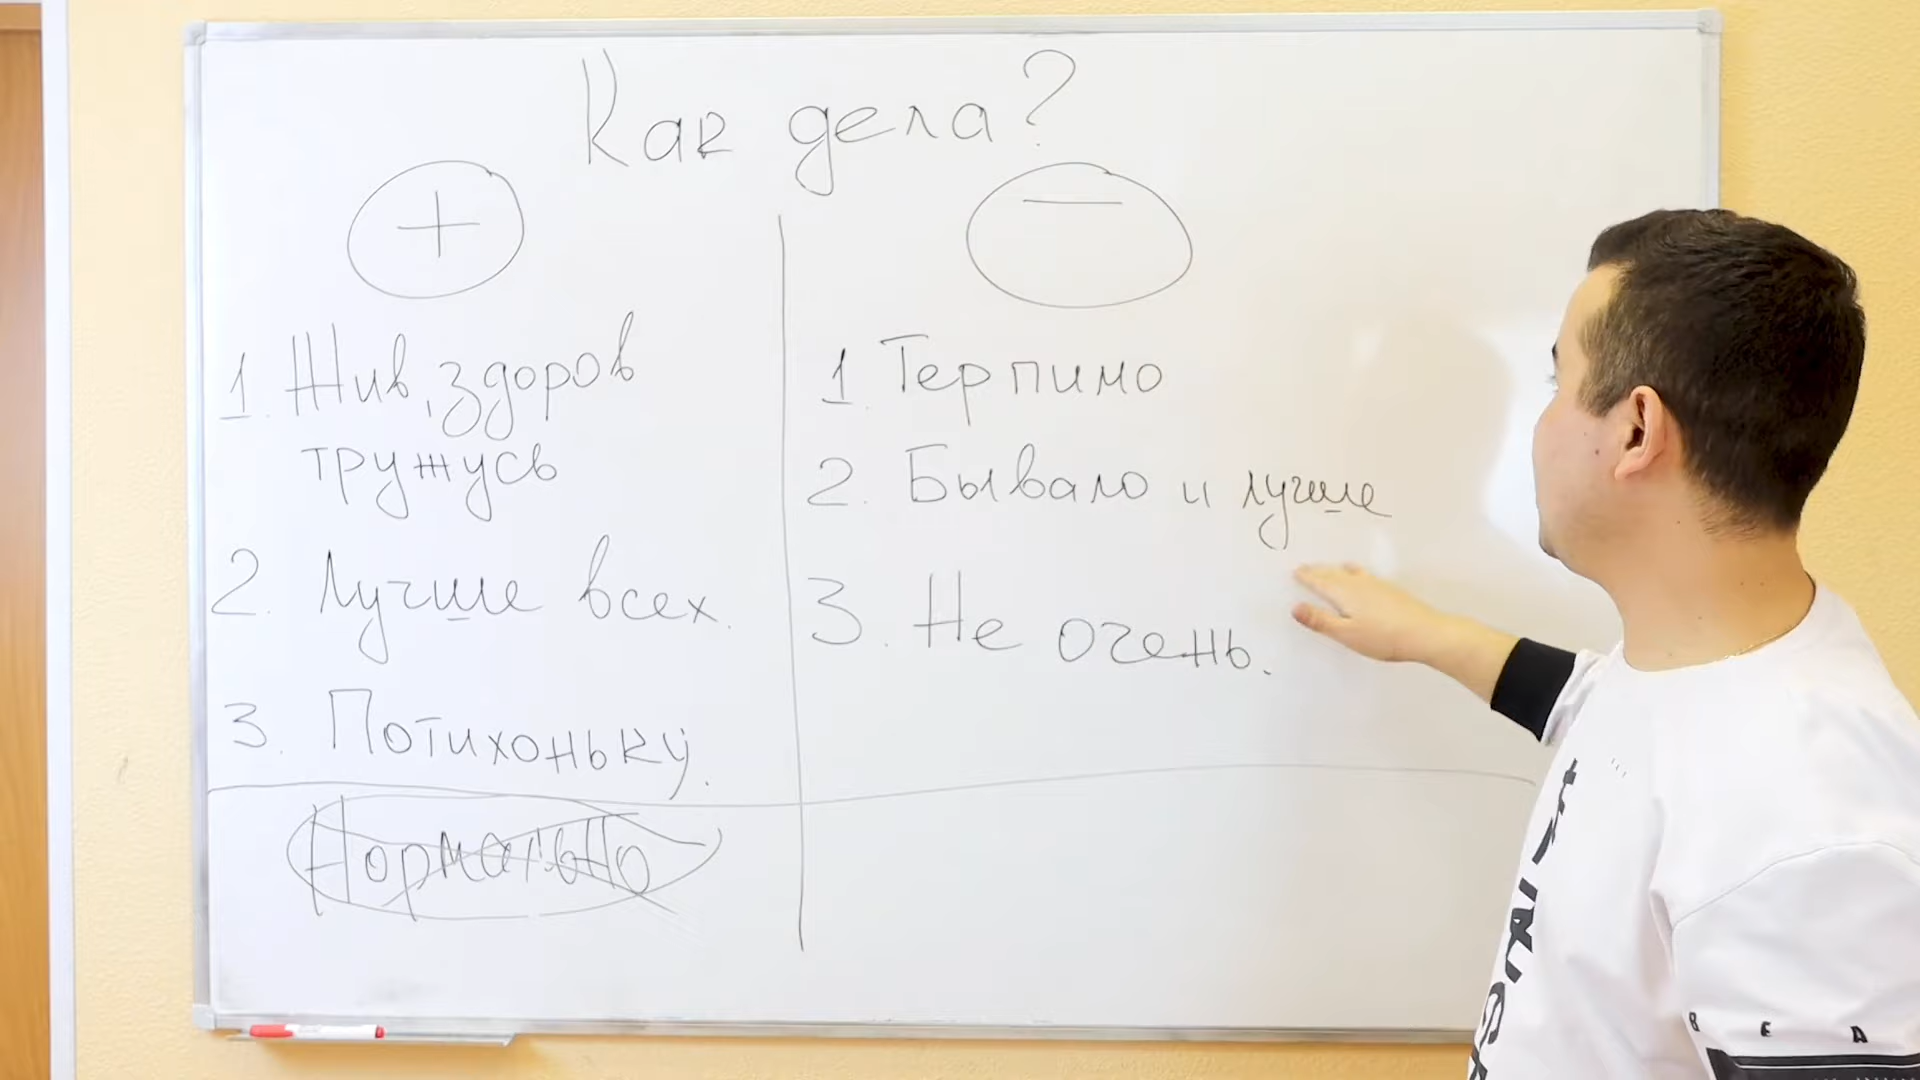 Как дела?
+
1. Жив, здоров
тружусь
2. Лучше всех.
3. Потихоньку.
Нормально
—
1. Терпимо
2. Бывало и лучше
3. Не очень.
B E A